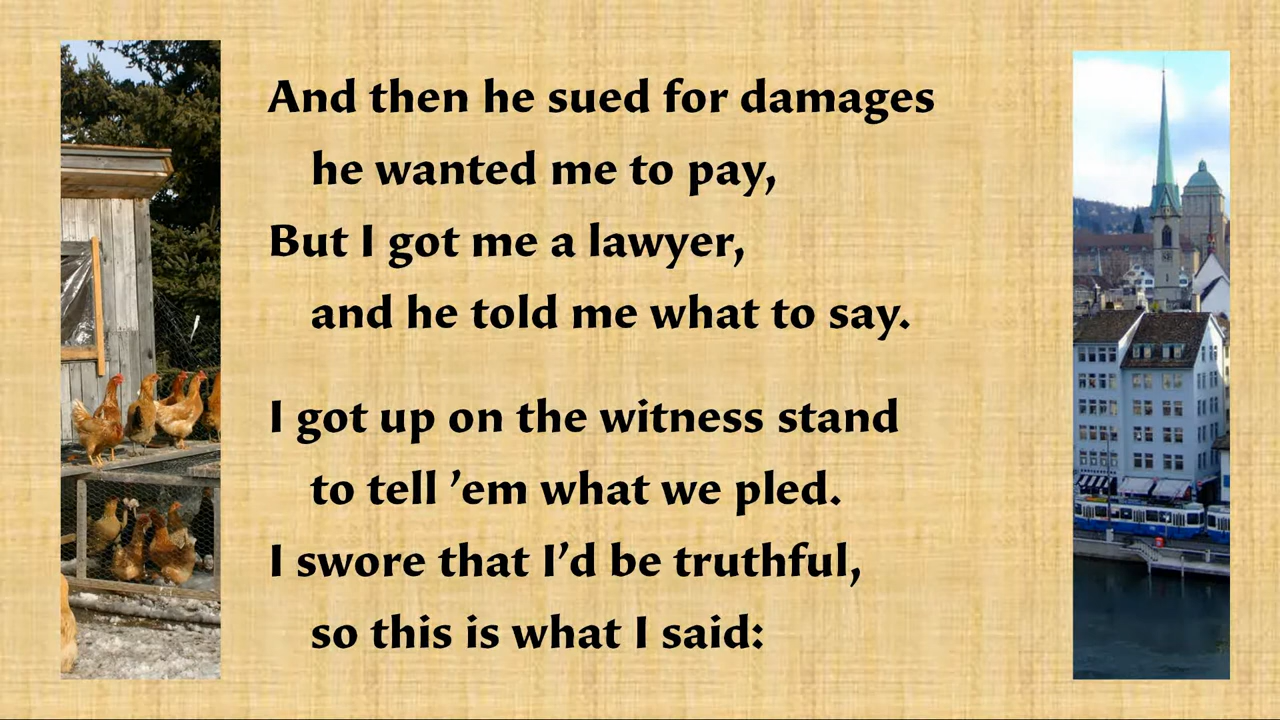 And then he sued for damages
he wanted me to pay,
But I got me a lawyer,
and he told me what to say.
I got up on the witness stand
to tell ’em what we pled.
I swore that I’d be truthful,
so this is what I said: